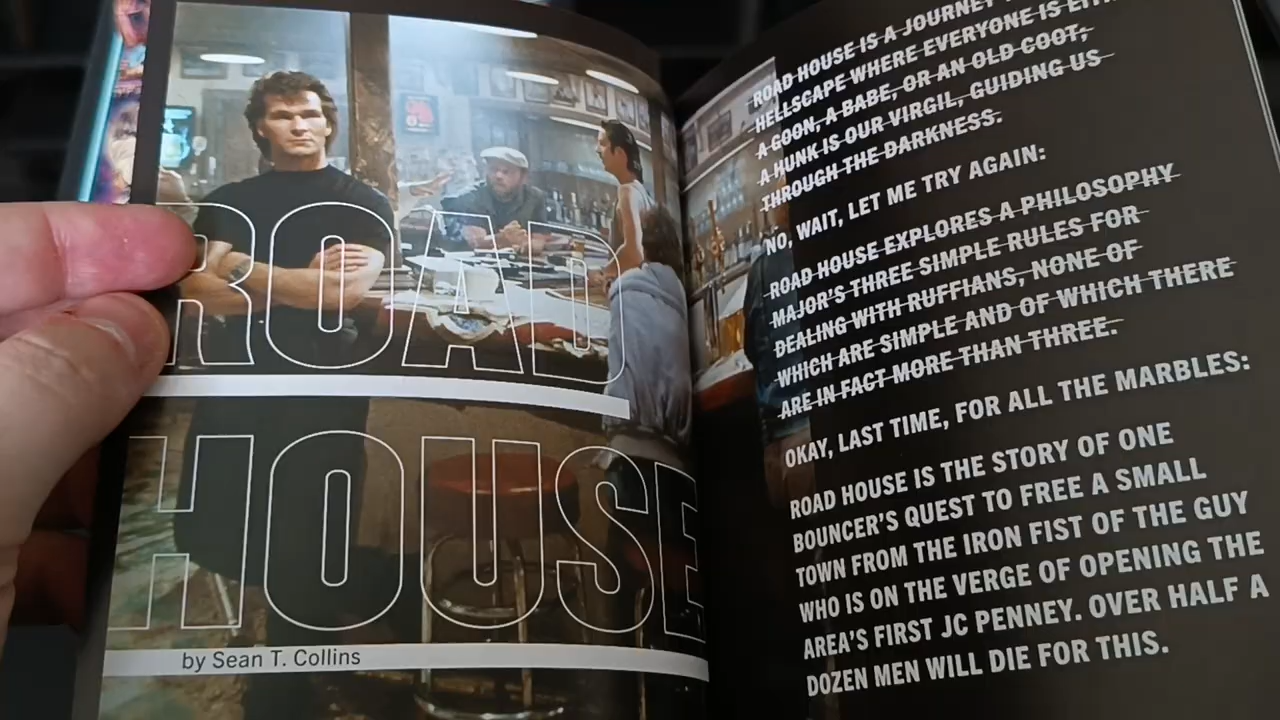 ROAD
HOUSE
by Sean T. Collins
ROAD HOUSE IS A JOURNEY
HELLSCAPE WHERE EVERYONE IS
A GOON, A BABE, OR AN OLD COOT;
A HUNK IS OUR VIRGIL, GUIDING US
THROUGH THE DARKNESS.
NO, WAIT, LET ME TRY AGAIN:
ROAD HOUSE EXPLORES A PHILOSOPHY
MAJOR'S THREE SIMPLE RULES FOR
DEALING WITH RUFFIANS, NONE OF
WHICH ARE SIMPLE AND OF WHICH THERE
ARE IN FACT MORE THAN THREE.
OKAY, LAST TIME, FOR ALL THE MARBLES:
ROAD HOUSE IS THE STORY OF ONE
BOUNCER'S QUEST TO FREE A SMALL
TOWN FROM THE IRON FIST OF THE GUY
WHO IS ON THE VERGE OF OPENING THE
AREA'S FIRST JC PENNEY. OVER HALF A
DOZEN MEN WILL DIE FOR THIS.